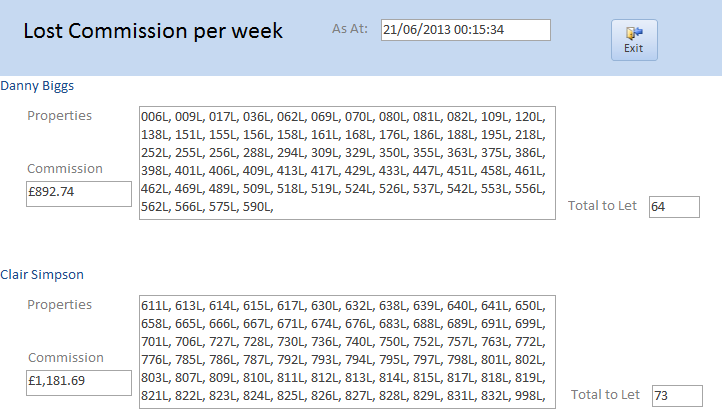 Lost Commission per week
As At:
21/06/2013 00:15:34
Exit
Danny Biggs
Properties
006L, 009L, 017L, 036L, 062L, 069L, 070L, 080L, 081L, 082L, 109L, 120L,
138L, 151L, 155L, 156L, 158L, 161L, 168L, 176L, 186L, 188L, 195L, 218L,
252L, 255L, 256L, 288L, 294L, 309L, 329L, 350L, 355L, 363L, 375L, 386L,
398L, 401L, 406L, 409L, 413L, 417L, 429L, 433L, 447L, 451L, 458L, 461L,
462L, 469L, 489L, 509L, 518L, 519L, 524L, 526L, 537L, 542L, 553L, 556L,
562L, 566L, 575L, 590L,
Commission
£892.74
Total to Let
64
Clair Simpson
Properties
611L, 613L, 614L, 615L, 617L, 630L, 632L, 638L, 639L, 640L, 641L, 650L,
658L, 665L, 666L, 667L, 671L, 674L, 676L, 683L, 688L, 689L, 691L, 699L,
701L, 706L, 727L, 728L, 730L, 736L, 740L, 750L, 752L, 757L, 763L, 772L,
776L, 785L, 786L, 787L, 792L, 793L, 794L, 795L, 797L, 798L, 801L, 802L,
803L, 807L, 809L, 810L, 811L, 812L, 813L, 814L, 815L, 817L, 818L, 819L,
821L, 822L, 823L, 824L, 825L, 826L, 827L, 828L, 829L, 831L, 832L, 998L,
Commission
£1,181.69
Total to Let
73